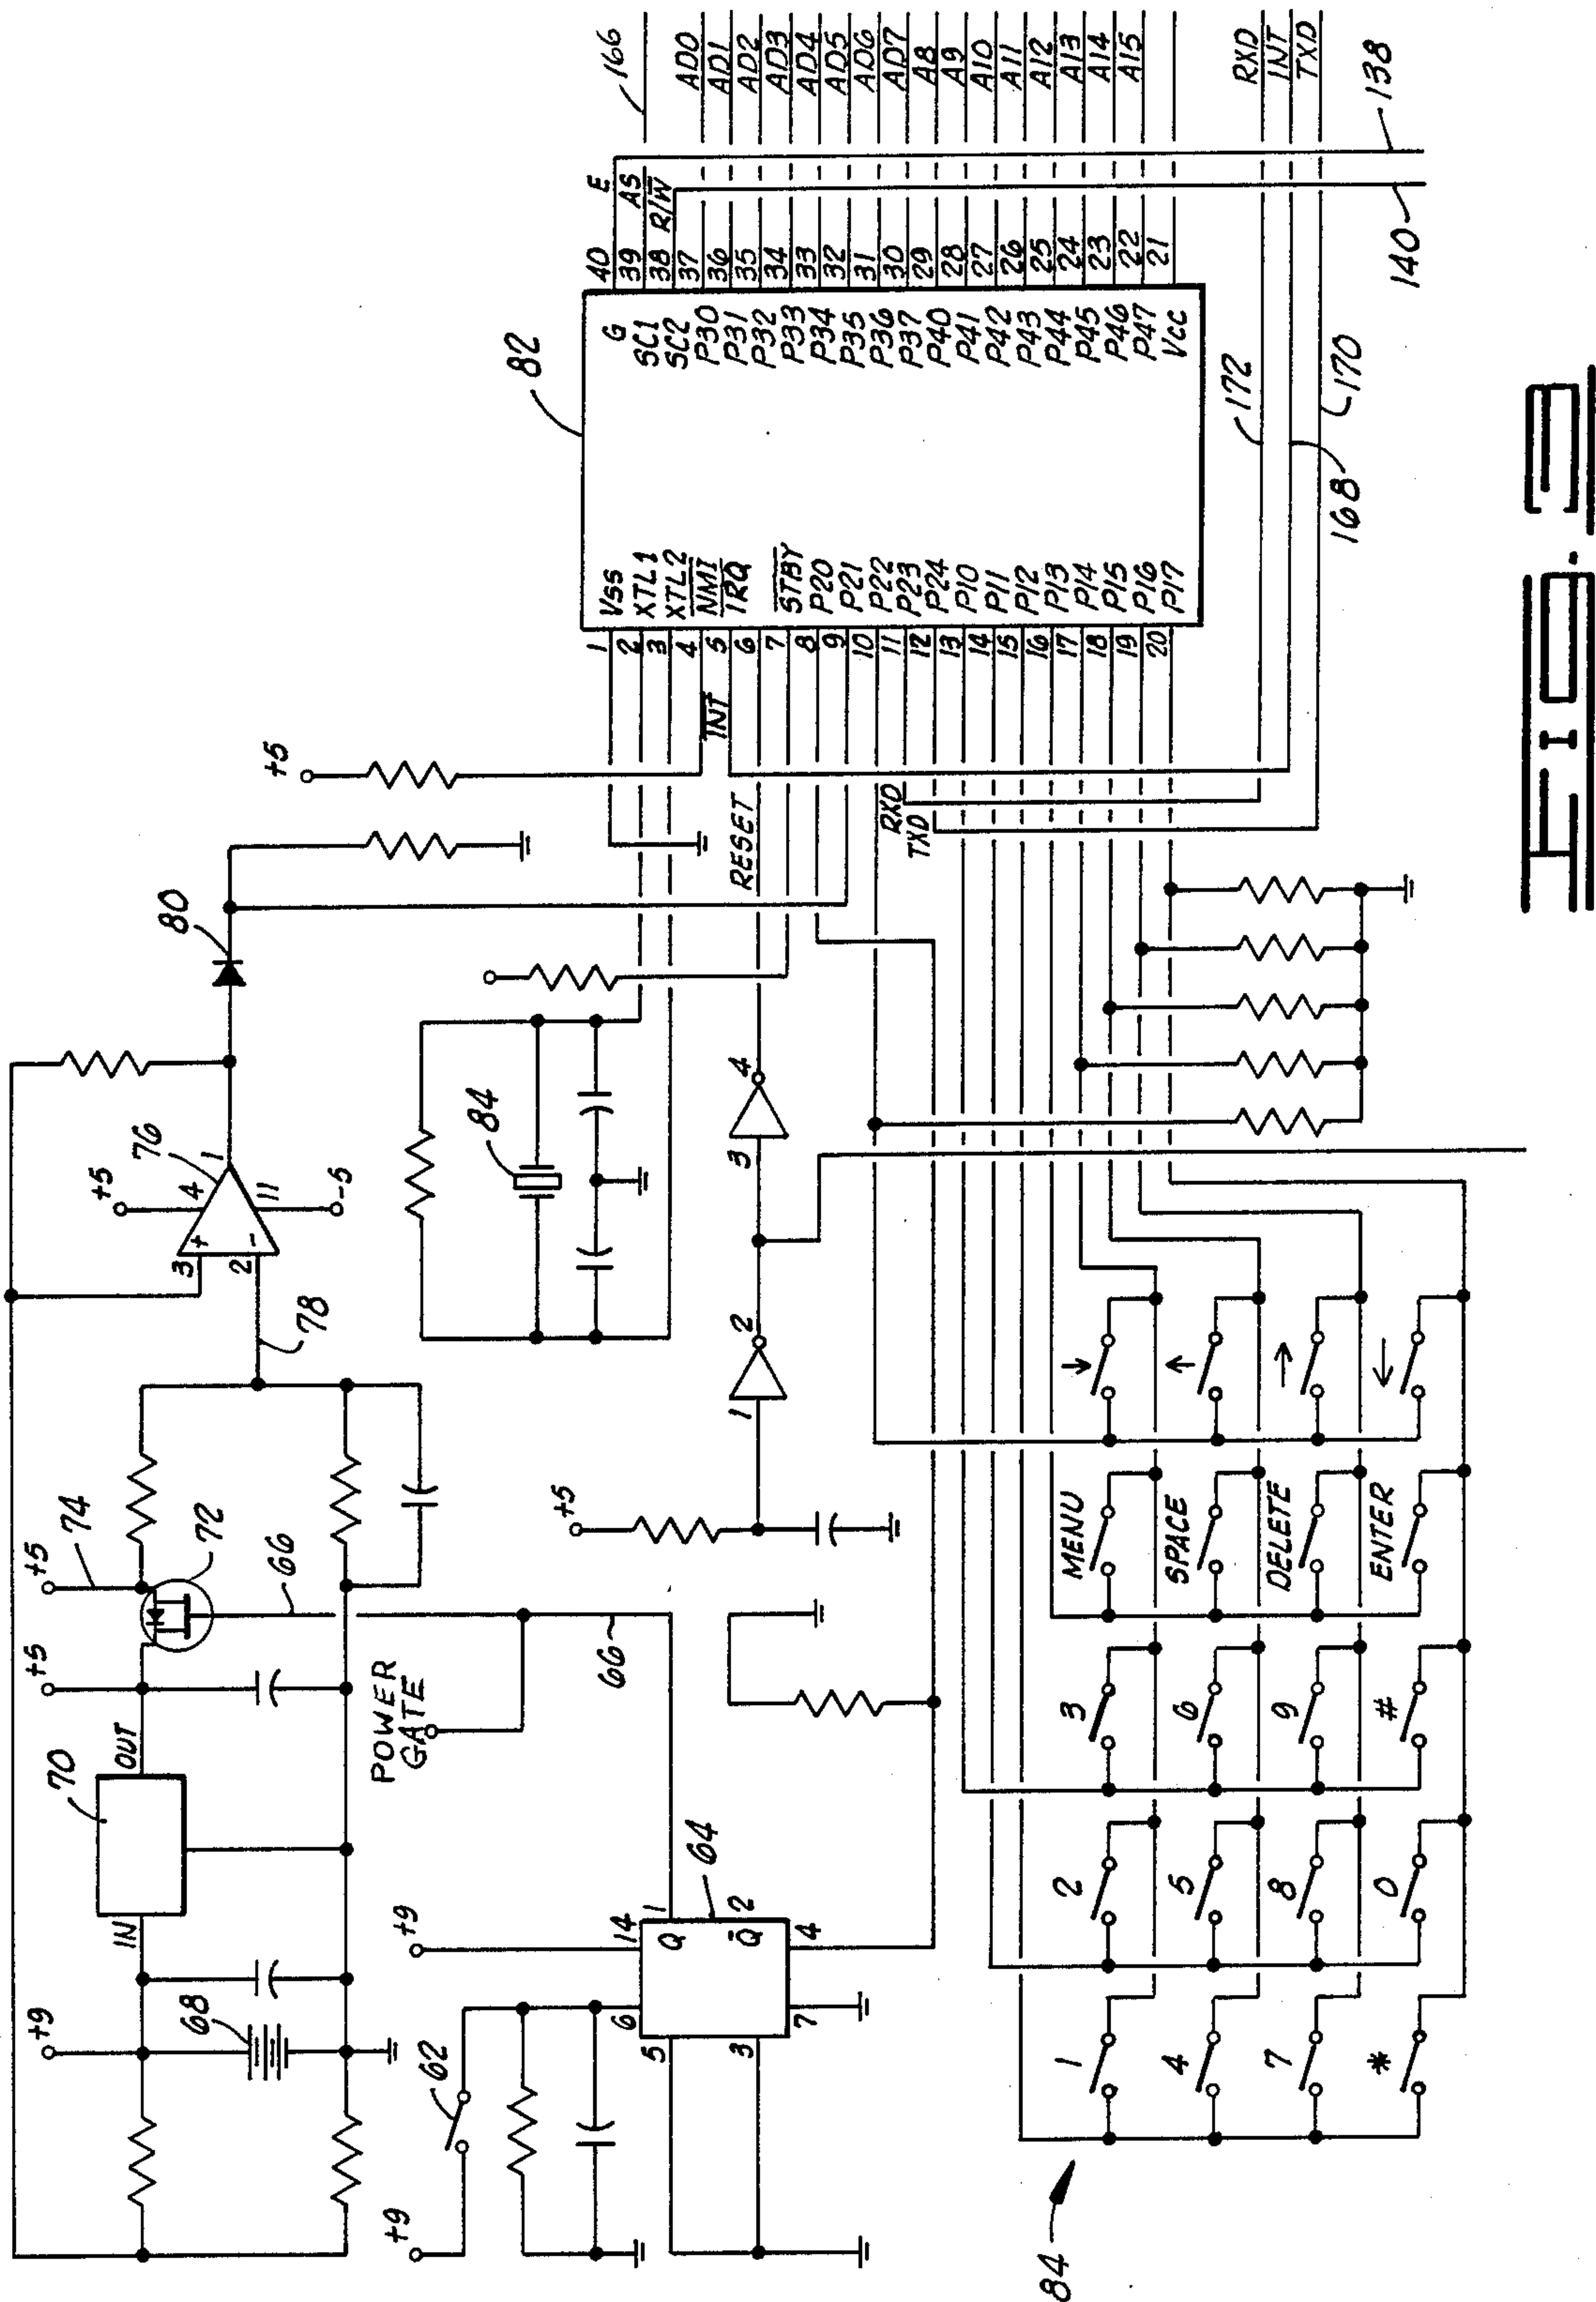 +9
68
IN
70
OUT
+5
+5
74
72
66
78
+5
76
3
+
4
1
2
-
11
-5
80
+5
+9
62
+9
POWER
GATE
66
84
6
14
Q
1
64
5
3
Q̅
2
7
4
+5
1
2
3
4
RESET
INT
RXD
TXD
82
1 Vss
2 XTL1
3 XTL2
4 NMI
5 IRQ
6
7 STBY
8 P20
9 P21
10 P22
11 P23
12 P24
13 P10
14 P11
15 P12
16 P13
17 P14
18 P15
19 P16
20 P17
G 40 E
SC1 39 AS
SC2 38 R/W
P30 37 AD0
P31 36 AD1
P32 35 AD2
P33 34 AD3
P34 33 AD4
P35 32 AD5
P36 31 AD6
P37 30 AD7
P40 29 A8
P41 28 A9
P42 27 A10
P43 26 A11
P44 25 A12
P45 24 A13
P46 23 A14
P47 22 A15
Vcc 21
166
172 RXD
168 INT
170 TXD
140
138
84
1 2 3 MENU ↓
4 5 6 SPACE ↑
7 8 9 DELETE →
* 0 # ENTER ←
FIG. 5